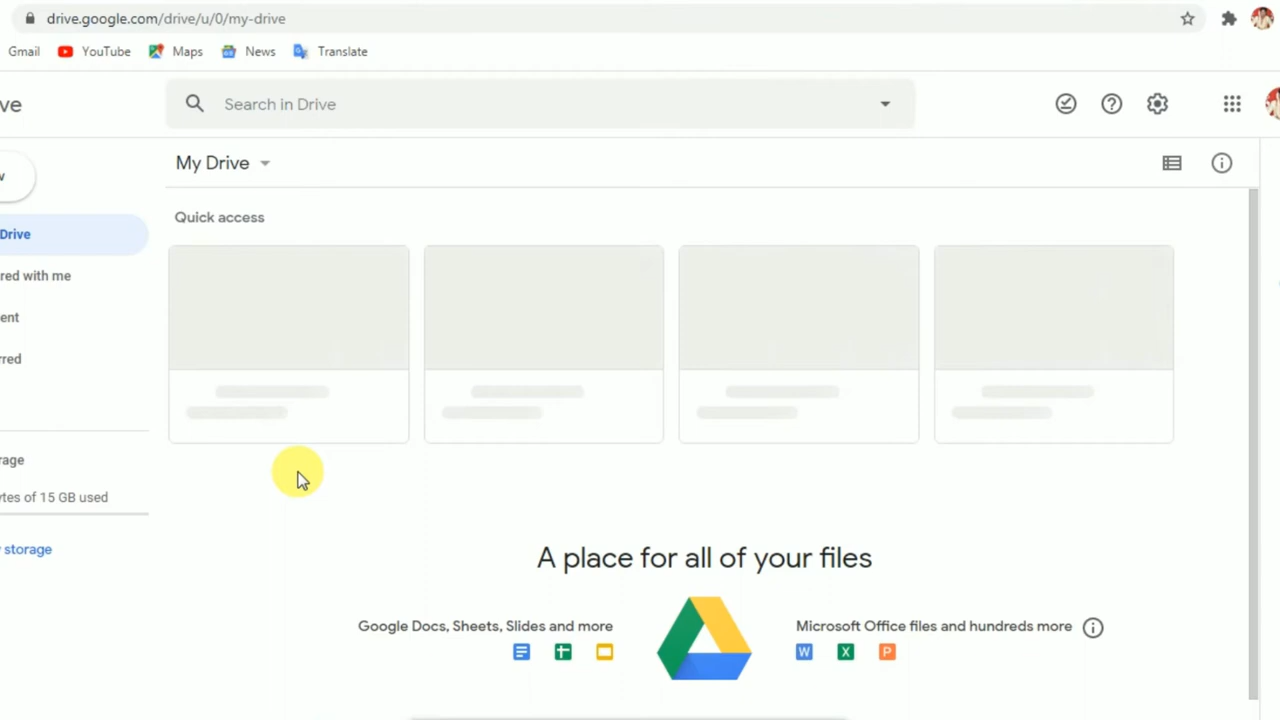 drive.google.com/drive/u/0/my-drive
Gmail YouTube Maps News Translate
ve
Search in Drive
My Drive
w
Drive
red with me
ent
rred
rage
tes of 15 GB used
storage
Quick access
A place for all of your files
Google Docs, Sheets, Slides and more
Microsoft Office files and hundreds more
W X P